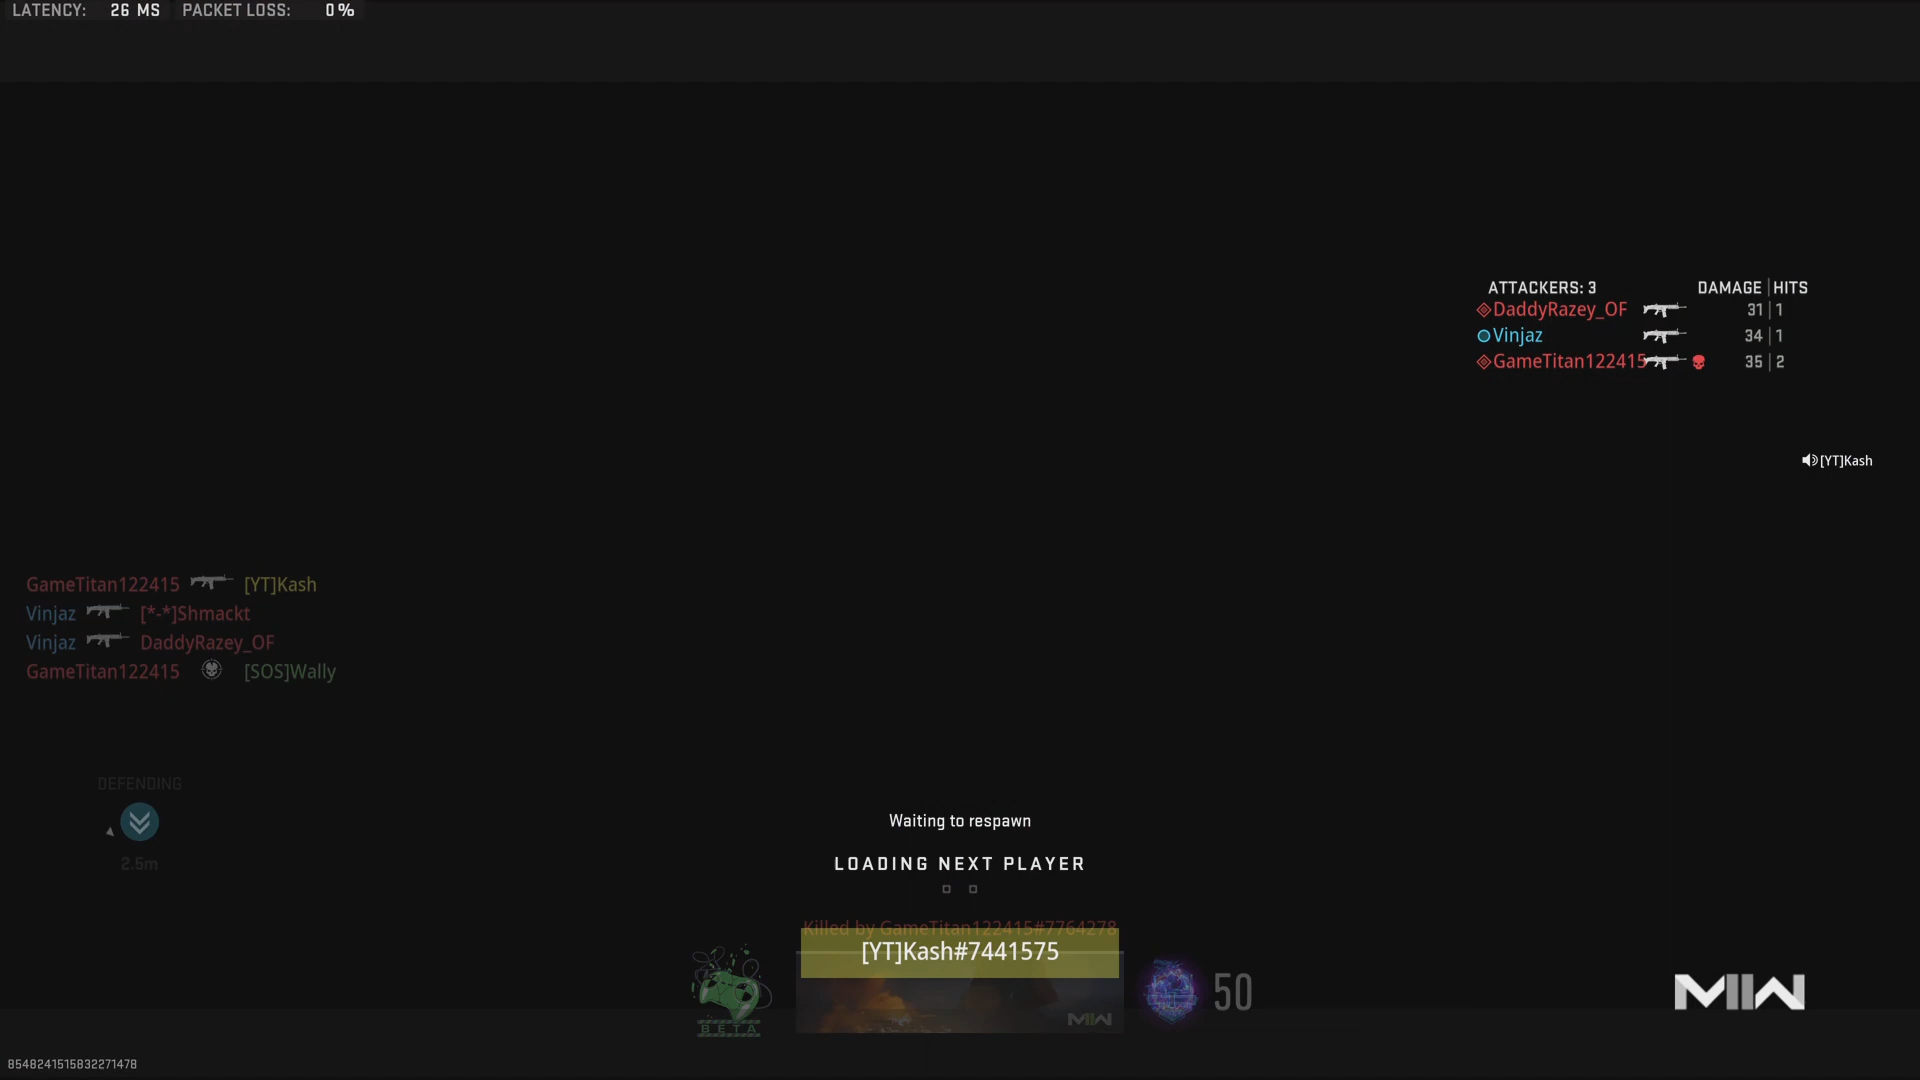 LATENCY: 26 MS PACKET LOSS: 0%
ATTACKERS: 3 DAMAGE HITS
DaddyRazey_OF 31 1
Vinjaz 34 1
GameTitan122415 35 2
[YT]Kash
GameTitan122415 [YT]Kash
Vinjaz [*-*]Shmackt
Vinjaz DaddyRazey_OF
GameTitan122415 [SOS]Wally
DEFENDING
2.5m
Waiting to respawn
LOADING NEXT PLAYER
Killed by GameTitan122415#7764278
[YT]Kash#7441575
50
BETA
MW
MW
8548241515832271478